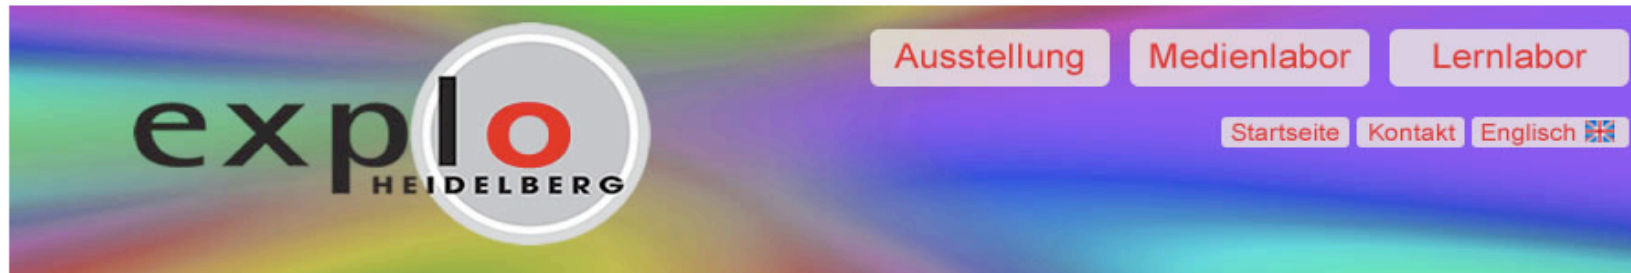 explo
HEIDELBERG
Ausstellung Medienlabor Lernlabor
Startseite Kontakt Englisch